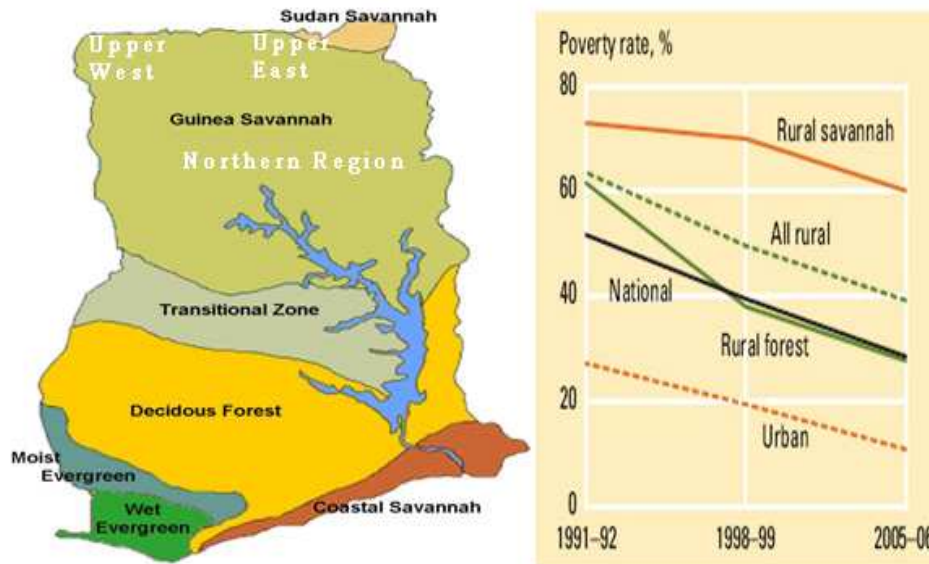 Sudan Savannah
Upper
West
Upper
East
Guinea Savannah
Northern Region
Transitional Zone
Decidous Forest
Moist
Evergreen
Wet
Evergreen
Coastal Savannah
Poverty rate, %
80
Rural savannah
60
All rural
National
40
Rural forest
20
Urban
0
1991–92
1998–99
2005–06